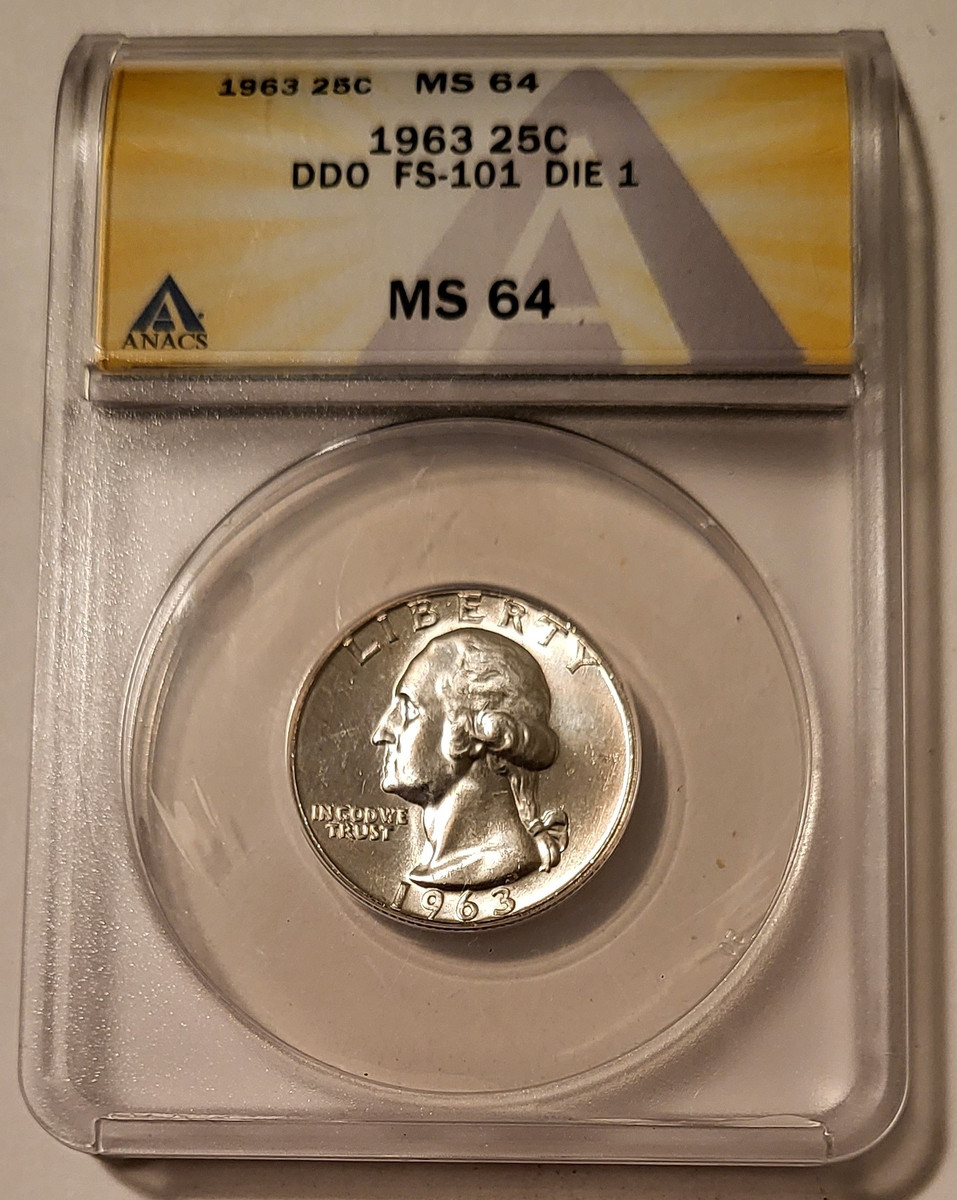 1963 25C MS 64
1963 25C
DDO FS-101 DIE 1
MS 64
ANACS
LIBERTY
IN GOD WE
TRUST
1963